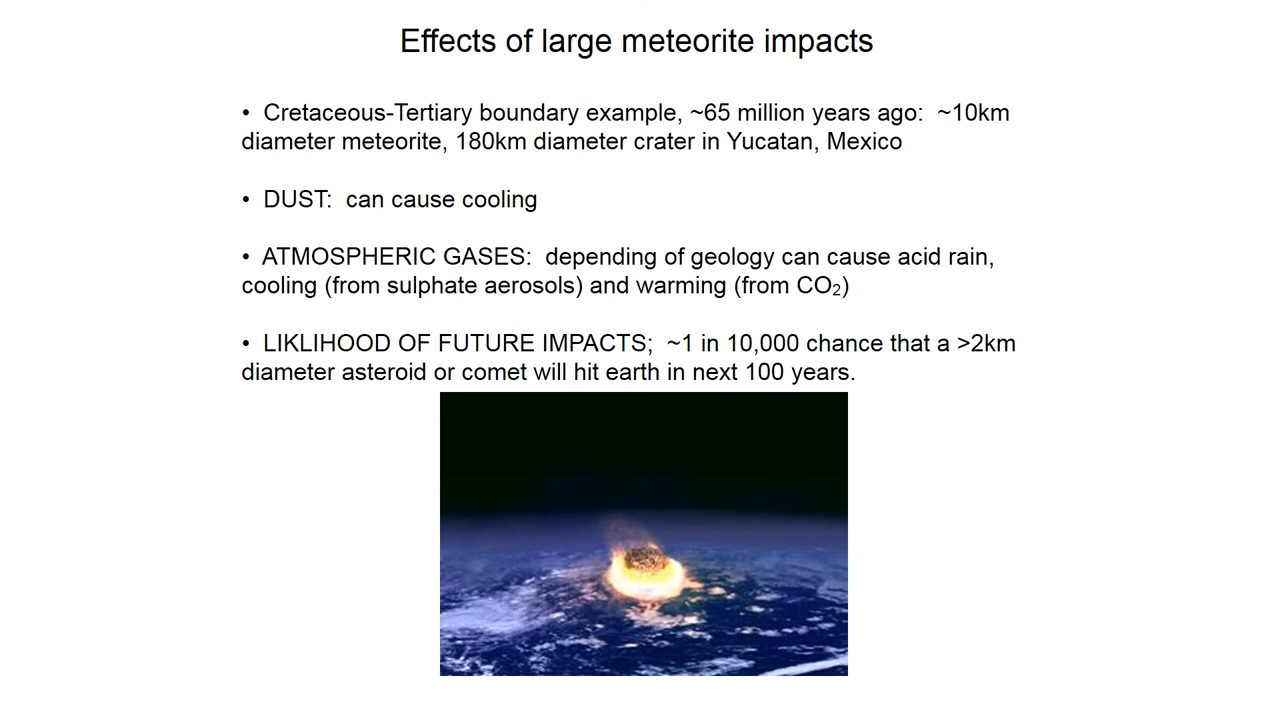 Effects of large meteorite impacts
• Cretaceous-Tertiary boundary example, ~65 million years ago:  ~10km
diameter meteorite, 180km diameter crater in Yucatan, Mexico
• DUST:  can cause cooling
• ATMOSPHERIC GASES:  depending of geology can cause acid rain,
cooling (from sulphate aerosols) and warming (from CO₂)
• LIKLIHOOD OF FUTURE IMPACTS;  ~1 in 10,000 chance that a >2km
diameter asteroid or comet will hit earth in next 100 years.